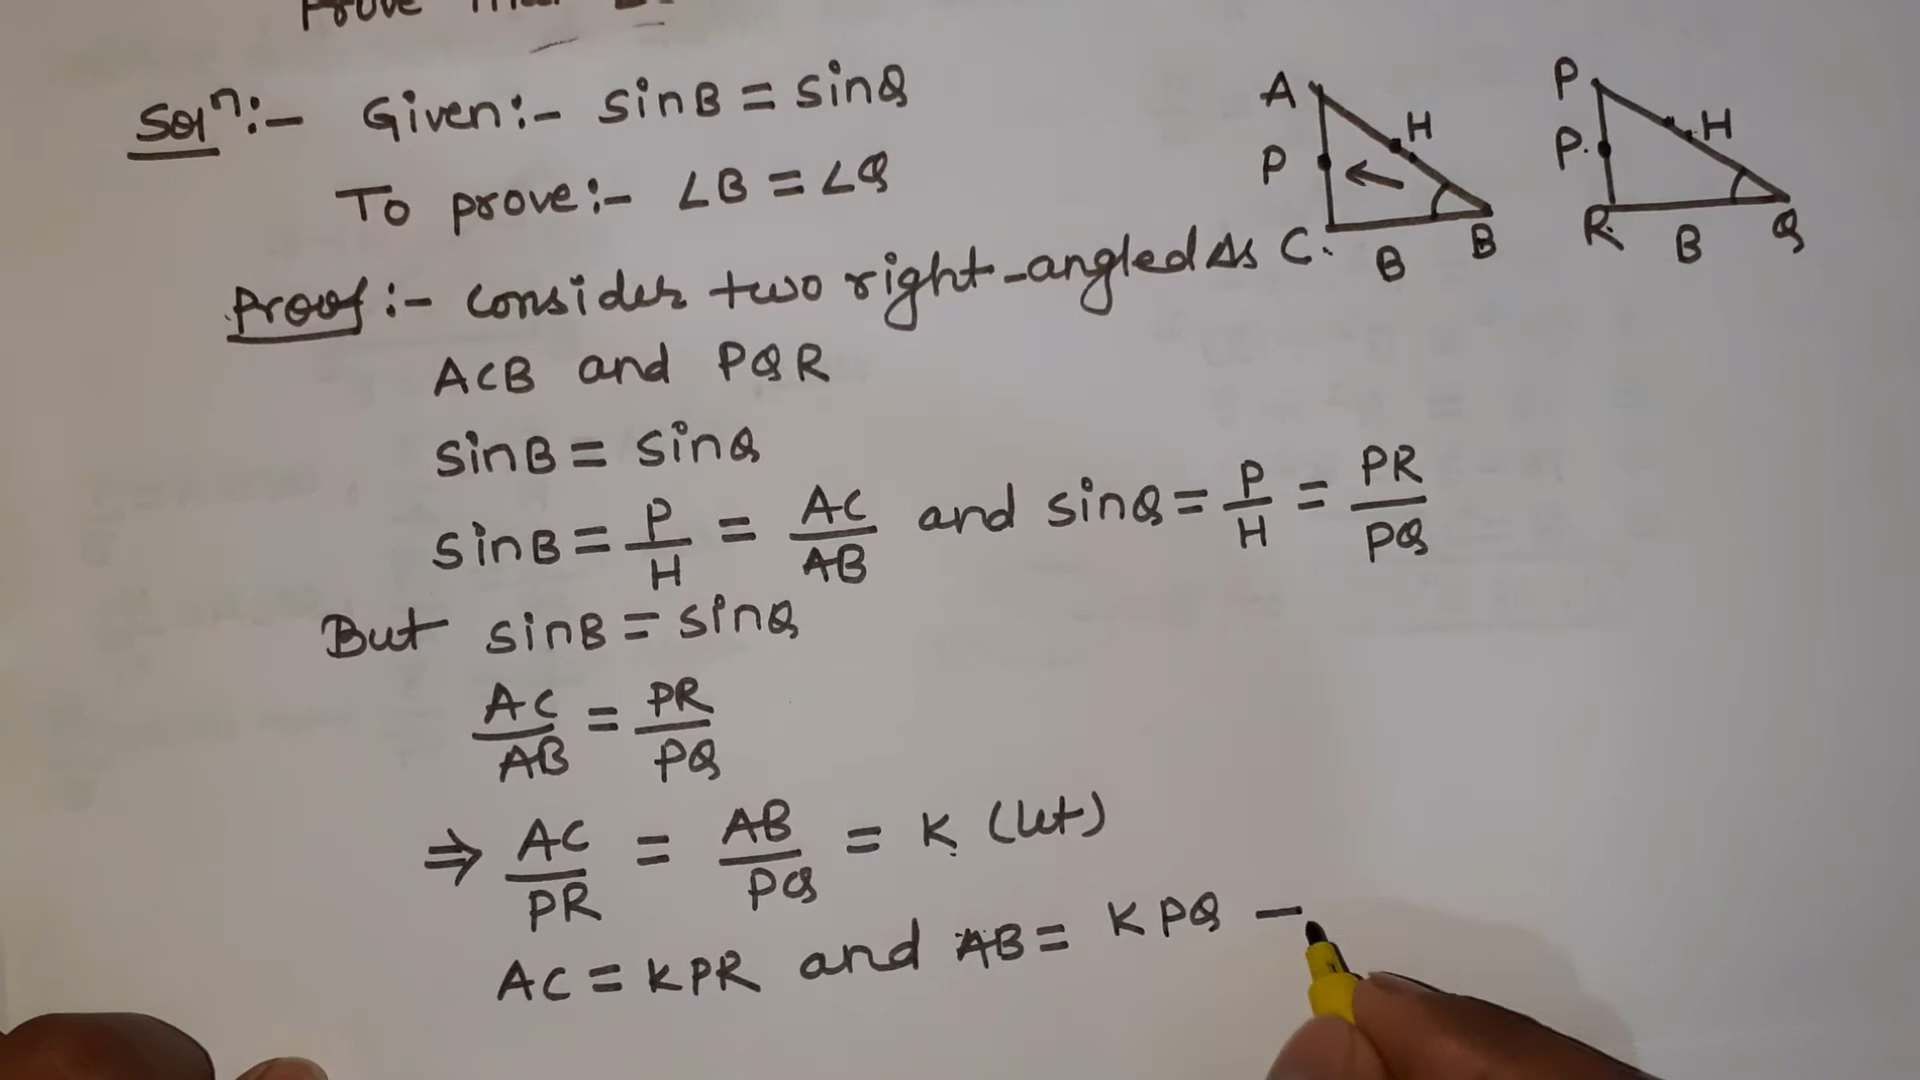 Prove that
Solⁿ:- Given:- sinB = sinQ
To prove:- ∠B = ∠Q
Proof:- consider two right-angled Δs
ACB and PQR
sinB = sinQ
sinB = P/H = AC/AB and sinQ = P/H = PR/PQ
But sinB = sinQ
AC/AB = PR/PQ
⇒ AC/PR = AB/PQ = K (let)
AC = KPR and AB = KPQ —
A
H
P
C
B
B
P
H
P
R
B
Q